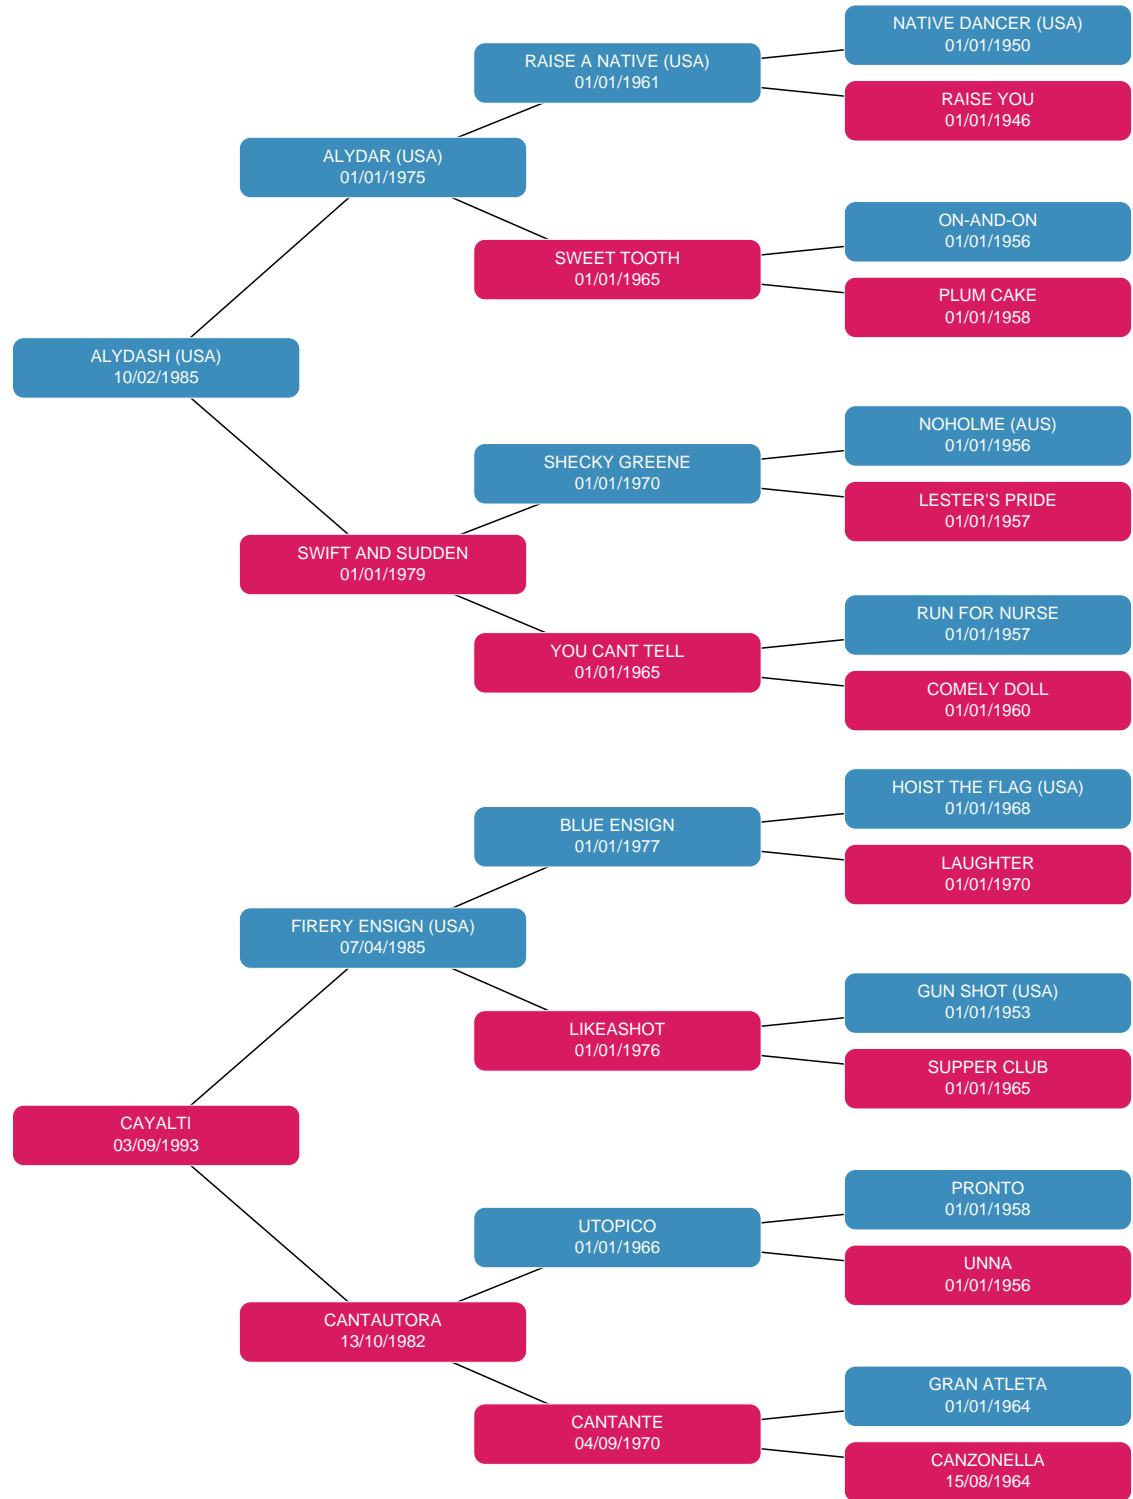 NATIVE DANCER (USA)
01/01/1950
RAISE A NATIVE (USA)
01/01/1961
RAISE YOU
01/01/1946
ALYDAR (USA)
01/01/1975
ON-AND-ON
01/01/1956
SWEET TOOTH
01/01/1965
PLUM CAKE
01/01/1958
ALYDASH (USA)
10/02/1985
NOHOLME (AUS)
01/01/1956
SHECKY GREENE
01/01/1970
LESTER'S PRIDE
01/01/1957
SWIFT AND SUDDEN
01/01/1979
RUN FOR NURSE
01/01/1957
YOU CANT TELL
01/01/1965
COMELY DOLL
01/01/1960
HOIST THE FLAG (USA)
01/01/1968
BLUE ENSIGN
01/01/1977
LAUGHTER
01/01/1970
FIRERY ENSIGN (USA)
07/04/1985
GUN SHOT (USA)
01/01/1953
LIKEASHOT
01/01/1976
SUPPER CLUB
01/01/1965
CAYALTI
03/09/1993
PRONTO
01/01/1958
UTOPICO
01/01/1966
UNNA
01/01/1956
CANTAUTORA
13/10/1982
GRAN ATLETA
01/01/1964
CANTANTE
04/09/1970
CANZONELLA
15/08/1964